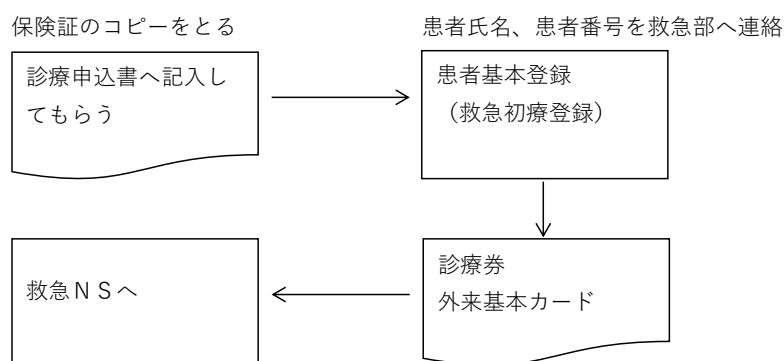 保険証のコピーをとる
患者氏名、患者番号を救急部へ連絡
診療申込書へ記入し
てもらう
患者基本登録
（救急初療登録）
診療券
外来基本カード
救急ＮＳへ